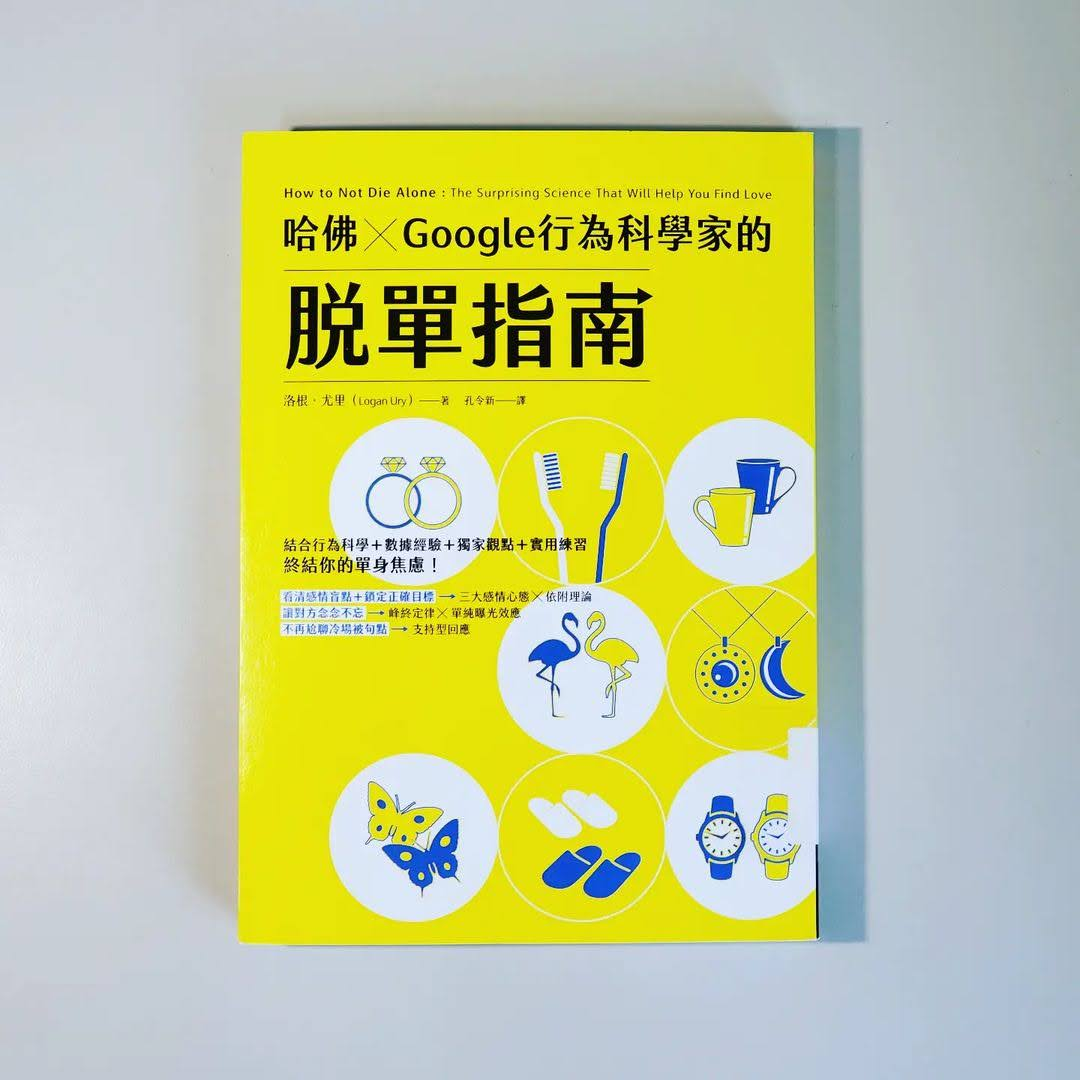 How to Not Die Alone : The Surprising Science That Will Help You Find Love
哈佛╳Google行為科學家的
脫單指南
洛根‧尤里（Logan Ury）──著 孔令新──譯
結合行為科學＋數據經驗＋獨家觀點＋實用練習
終結你的單身焦慮！
看清感情盲點＋鎖定正確目標 → 三大感情心態╳依附理論
讓對方念念不忘 → 峰終定律╳單純曝光效應
不再尬聊冷場被句點 → 支持型回應